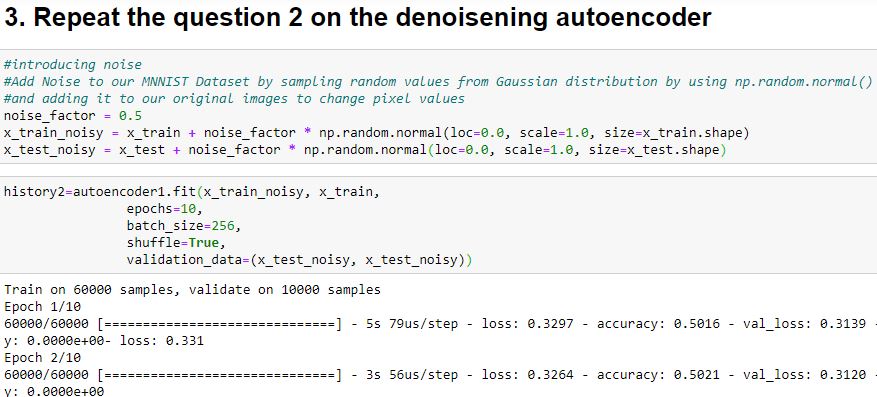 3. Repeat the question 2 on the denoisening autoencoder
#introducing noise
#Add Noise to our MNNIST Dataset by sampling random values from Gaussian distribution by using np.random.normal()
#and adding it to our original images to change pixel values
noise_factor = 0.5
x_train_noisy = x_train + noise_factor * np.random.normal(loc=0.0, scale=1.0, size=x_train.shape)
x_test_noisy = x_test + noise_factor * np.random.normal(loc=0.0, scale=1.0, size=x_test.shape)
history2=autoencoder1.fit(x_train_noisy, x_train,
epochs=10,
batch_size=256,
shuffle=True,
validation_data=(x_test_noisy, x_test_noisy))
Train on 60000 samples, validate on 10000 samples
Epoch 1/10
60000/60000 [==============================] - 5s 79us/step - loss: 0.3297 - accuracy: 0.5016 - val_loss: 0.3139 -
y: 0.0000e+00- loss: 0.331
Epoch 2/10
60000/60000 [==============================] - 3s 56us/step - loss: 0.3264 - accuracy: 0.5021 - val_loss: 0.3120 -
y: 0.0000e+00